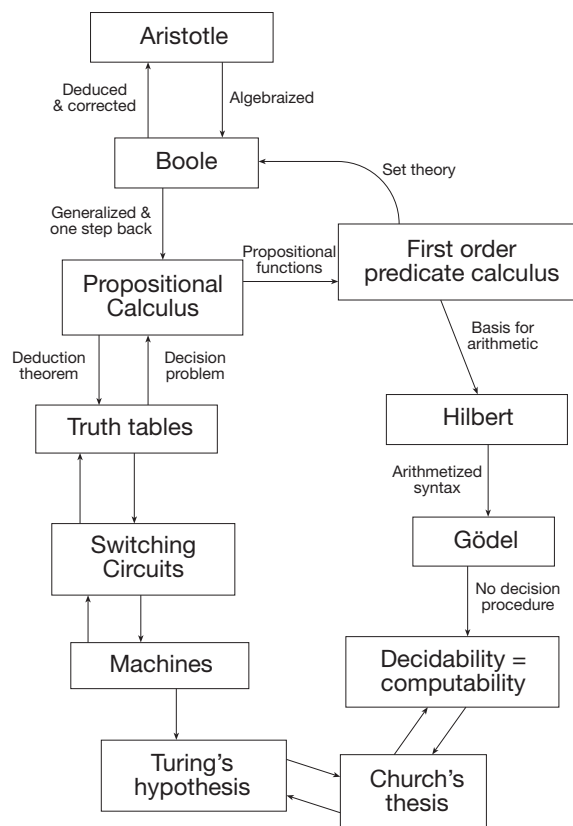 Aristotle
Deduced
& corrected
Algebraized
Boole
Set theory
Generalized &
one step back
Propositional
functions
First order
predicate calculus
Propositional
Calculus
Basis for
arithmetic
Deduction
theorem
Decision
problem
Truth tables
Hilbert
Arithmetized
syntax
Switching
Circuits
Gödel
No decision
procedure
Machines
Decidability =
computability
Turing's
hypothesis
Church's
thesis